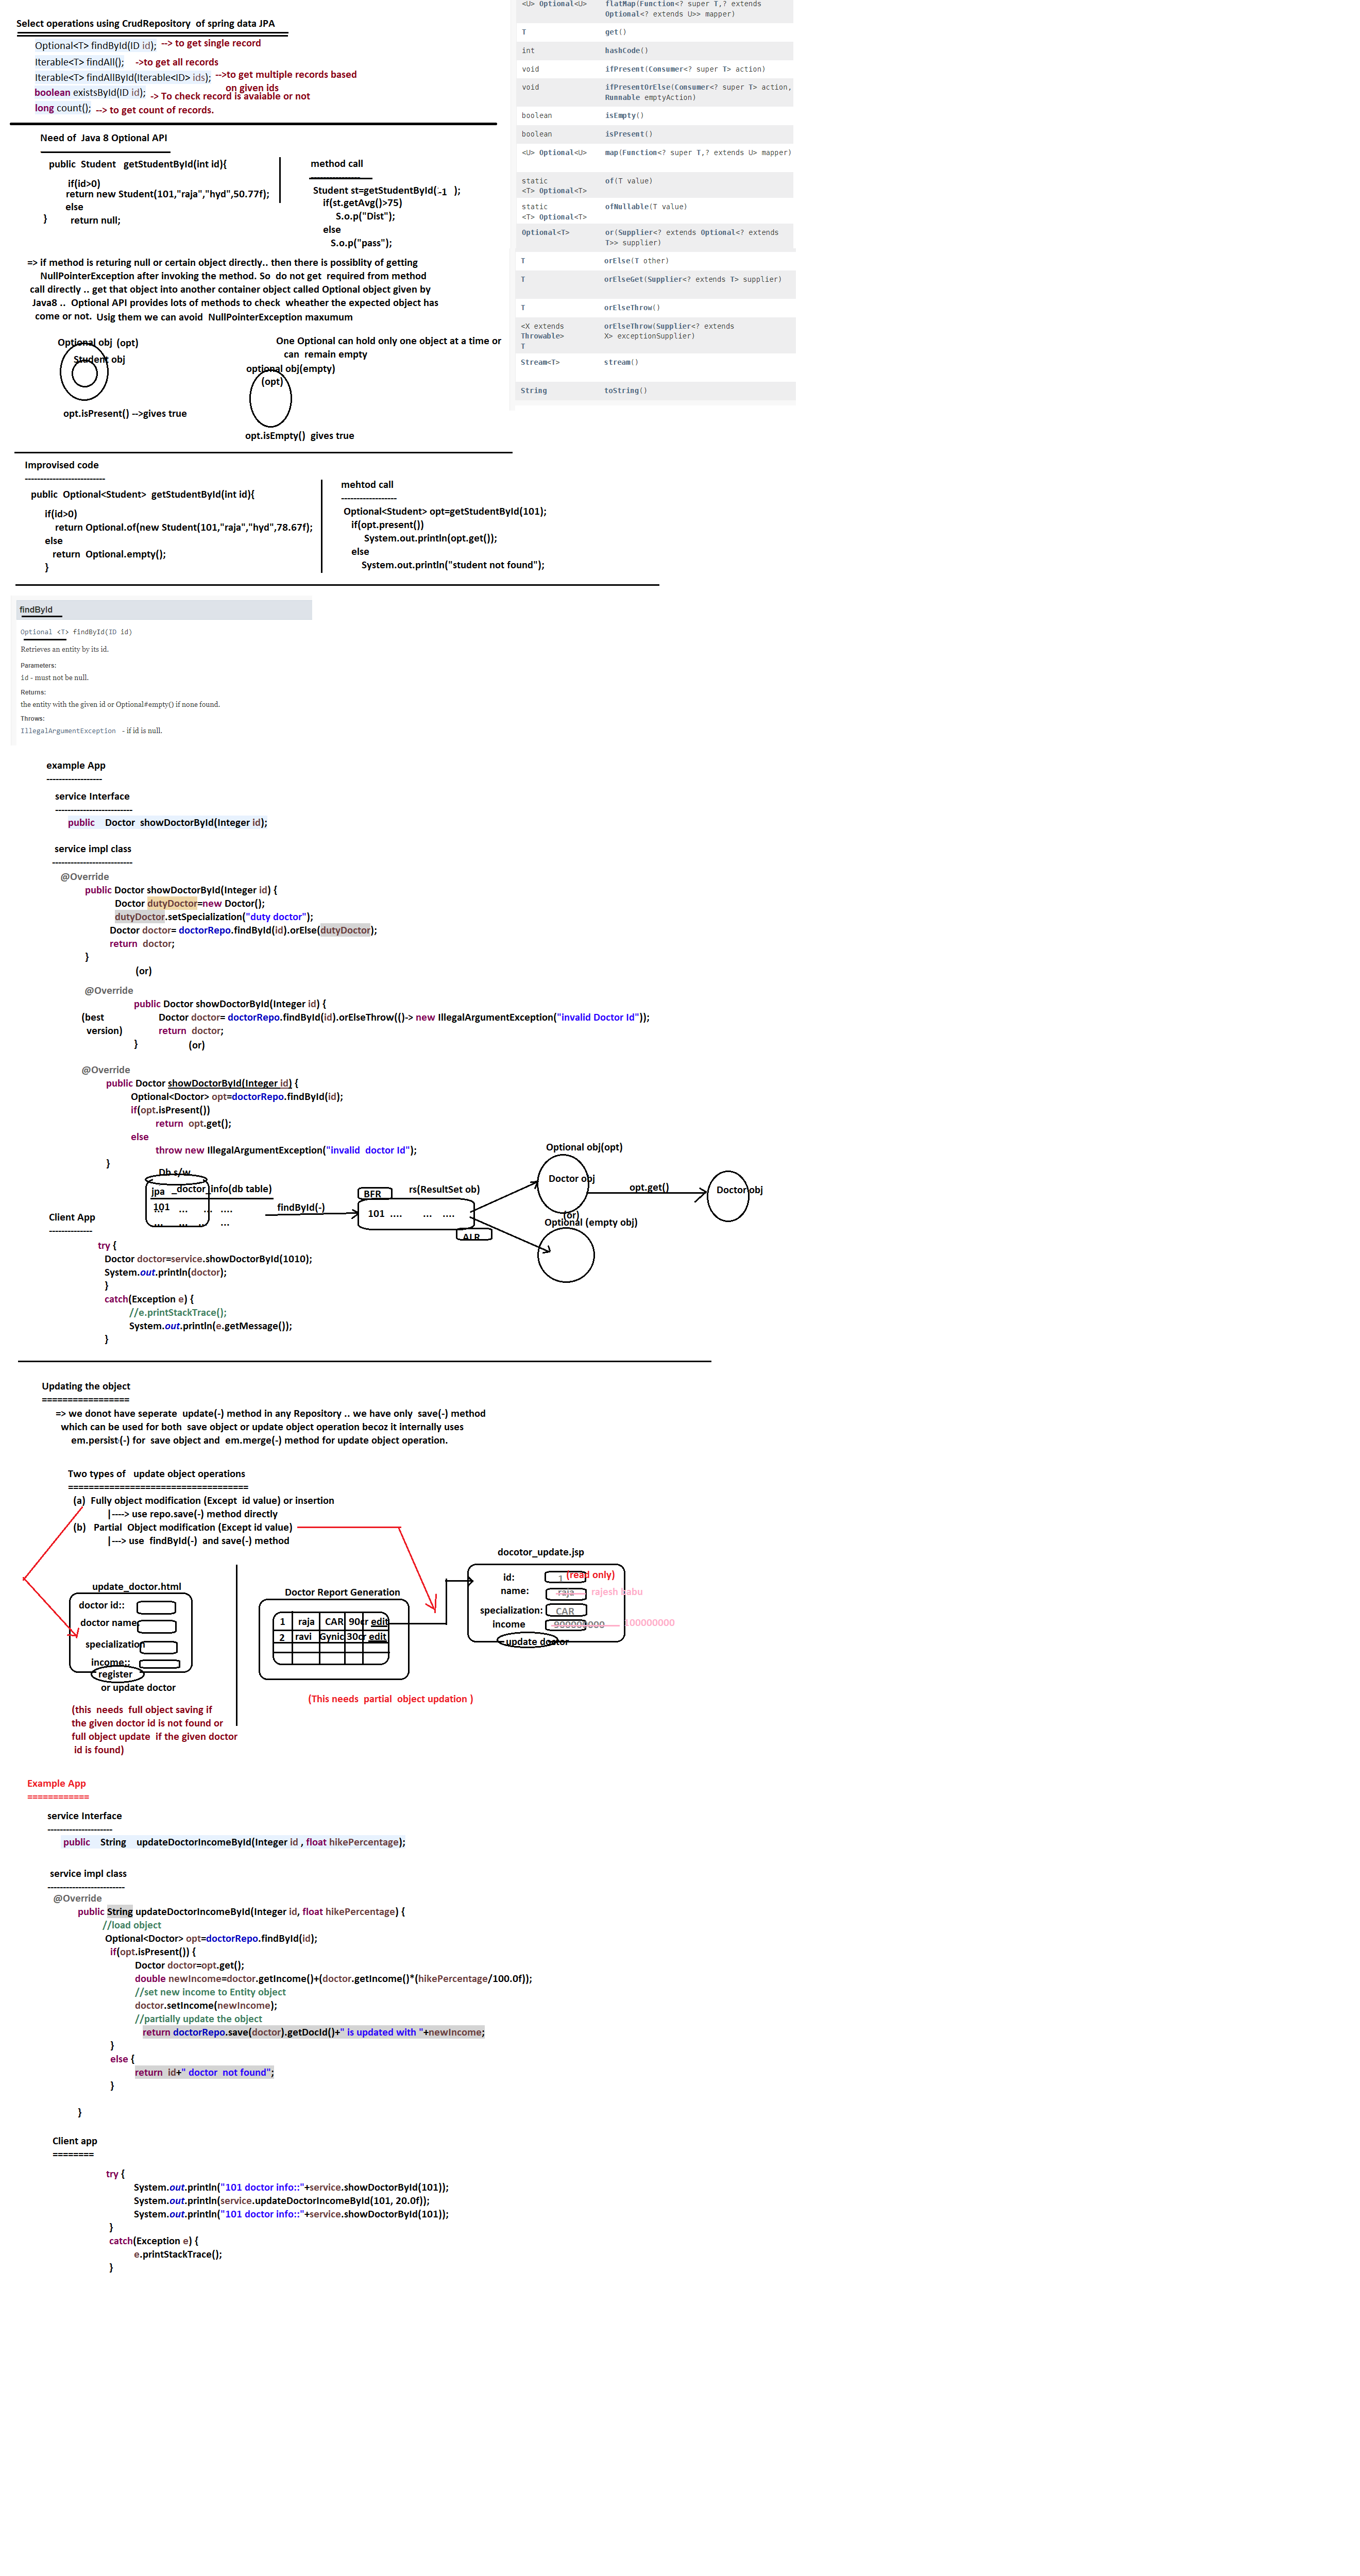 Select operations using CrudRepository  of spring data JPA
Optional<T> findById(ID id);  --> to get single record
Iterable<T> findAll();   ->to get all records
Iterable<T> findAllById(Iterable<ID> ids);  -->to get multiple records based
on given ids
boolean existsById(ID id);  -> To check record is avaiable or not
long count();  --> to get count of records.
Need of  Java 8 Optional API
public  Student   getStudentById(int id){
if(id>0)
return new Student(101,"raja","hyd",50.77f);
else
return null;
}
method call
---------------
Student st=getStudentById(-1  );
if(st.getAvg()>75)
S.o.p("Dist");
else
S.o.p("pass");
=> if method is returing null or certain object directly.. then there is possiblity of getting
NullPointerException after invoking the method. So  do not get  required from method
call directly .. get that object into another container object called Optional object given by
Java8 ..  Optional API provides lots of methods to check  wheather the expected object has
come or not.  Usig them we can avoid  NullPointerException maxumum
Optional obj (opt)
Student obj
opt.isPresent() -->gives true
One Optional can hold only one object at a time or
can  remain empty
optional obj(empty)
(opt)
opt.isEmpty()  gives true
<U> Optional<U>   flatMap(Function<? super T,? extends
Optional<? extends U>> mapper)
T   get()
int   hashCode()
void   ifPresent(Consumer<? super T> action)
void   ifPresentOrElse(Consumer<? super T> action,
Runnable emptyAction)
boolean   isEmpty()
boolean   isPresent()
<U> Optional<U>   map(Function<? super T,? extends U> mapper)
static   of(T value)
<T> Optional<T>
static   ofNullable(T value)
<T> Optional<T>
Optional<T>   or(Supplier<? extends Optional<? extends
T>> supplier)
T   orElse(T other)
T   orElseGet(Supplier<? extends T> supplier)
T   orElseThrow()
<X extends   orElseThrow(Supplier<? extends
Throwable>   X> exceptionSupplier)
T
Stream<T>   stream()
String   toString()
Improvised code
--------------------------
public  Optional<Student>  getStudentById(int id){
if(id>0)
return Optional.of(new Student(101,"raja","hyd",78.67f);
else
return  Optional.empty();
}
mehtod call
------------------
Optional<Student> opt=getStudentById(101);
if(opt.present())
System.out.println(opt.get());
else
System.out.println("student not found");
findById
Optional <T> findById(ID id)
Retrieves an entity by its id.
Parameters:
id - must not be null.
Returns:
the entity with the given id or Optional#empty() if none found.
Throws:
IllegalArgumentException  - if id is null.
example App
------------------
service Interface
-------------------------
public    Doctor  showDoctorById(Integer id);
service impl class
--------------------------
@Override
public Doctor showDoctorById(Integer id) {
Doctor dutyDoctor=new Doctor();
dutyDoctor.setSpecialization("duty doctor");
Doctor doctor= doctorRepo.findById(id).orElse(dutyDoctor);
return  doctor;
}
(or)
@Override
public Doctor showDoctorById(Integer id) {
(best   Doctor doctor= doctorRepo.findById(id).orElseThrow(()-> new IllegalArgumentException("invalid Doctor Id"));
version)   return  doctor;
}   (or)
@Override
public Doctor showDoctorById(Integer id) {
Optional<Doctor> opt=doctorRepo.findById(id);
if(opt.isPresent())
return  opt.get();
else
throw new IllegalArgumentException("invalid  doctor Id");
}
Db s/w
jpa  _doctor_info(db table)
101
...   ...   ...  ....
...   ...   ...   ...
findById(-)
BFR   rs(ResultSet ob)
101  ....   ...   ....
ALR
Optional obj(opt)
Doctor obj
opt.get()
Doctor obj
(or)
Optional (empty obj)
Client App
--------------
try {
Doctor doctor=service.showDoctorById(1010);
System.out.println(doctor);
}
catch(Exception e) {
//e.printStackTrace();
System.out.println(e.getMessage());
}
Updating the object
=================
=> we donot have seperate  update(-) method in any Repository .. we have only  save(-) method
which can be used for both  save object or update object operation becoz it internally uses
em.persist (-) for  save object and  em.merge(-) method for update object operation.
Two types of   update object operations
===================================
(a)  Fully object modification (Except  id value) or insertion
|----> use repo.save(-) method directly
(b)   Partial  Object modification (Except id value)
|---> use  findById(-)  and save(-) method
update_doctor.html
doctor id::
doctor name
specialization
income::
register
or update doctor
(this  needs  full object saving if
the given doctor id is not found or
full object update  if the given doctor
id is found)
Doctor Report Generation
1   raja   CAR   90cr   edit
2   ravi   Gynic   30cr   edit
(This needs  partial  object updation )
docotor_update.jsp
id:   1   (read only)
name:   raja   rajesh babu
specialization:   CAR
income   900000000   100000000
update doctor
Example App
============
service Interface
---------------------
public    String    updateDoctorIncomeById(Integer id , float hikePercentage);
service impl class
-------------------------
@Override
public String updateDoctorIncomeById(Integer id, float hikePercentage) {
//load object
Optional<Doctor> opt=doctorRepo.findById(id);
if(opt.isPresent()) {
Doctor doctor=opt.get();
double newIncome=doctor.getIncome()+(doctor.getIncome()*(hikePercentage/100.0f));
//set new income to Entity object
doctor.setIncome(newIncome);
//partially update the object
return doctorRepo.save(doctor).getDocId()+" is updated with "+newIncome;
}
else {
return  id+" doctor  not found";
}
}
Client app
========
try {
System.out.println("101 doctor info::"+service.showDoctorById(101));
System.out.println(service.updateDoctorIncomeById(101, 20.0f));
System.out.println("101 doctor info::"+service.showDoctorById(101));
}
catch(Exception e) {
e.printStackTrace();
}